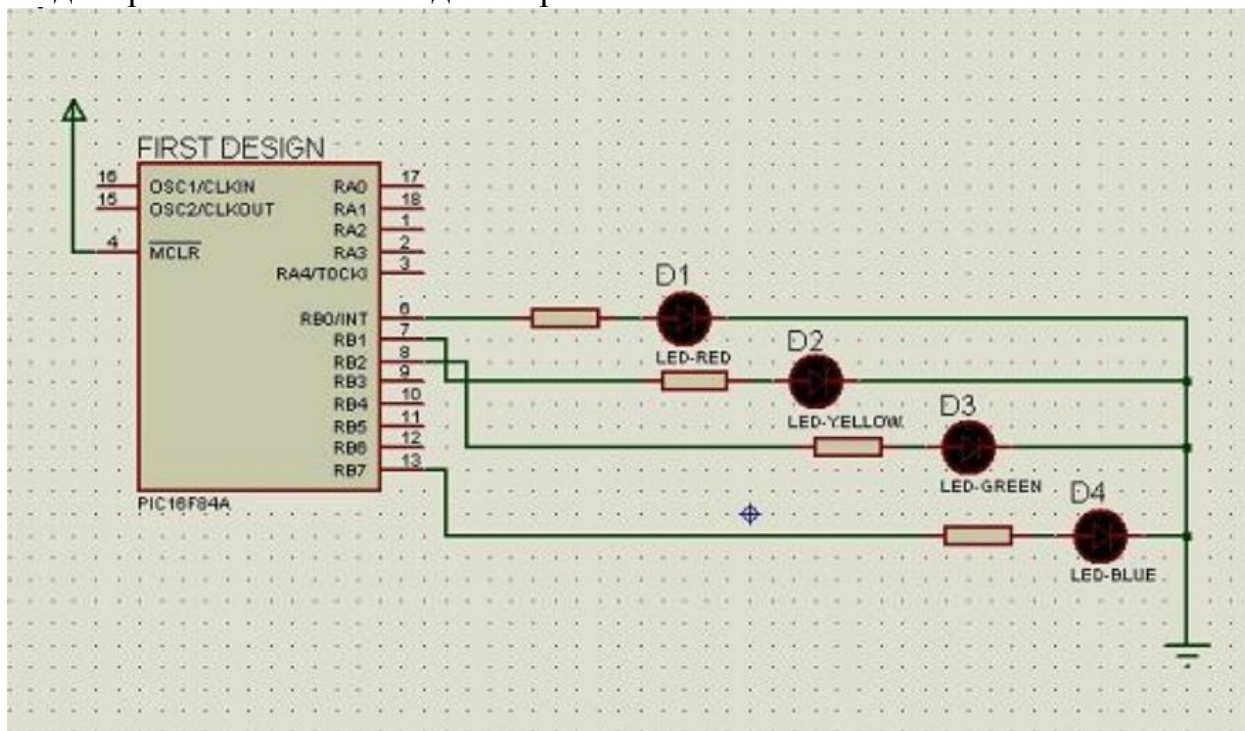 FIRST DESIGN
16 OSC1/CLKIN RA0 17
15 OSC2/CLKOUT RA1 18
RA2 1
4 MCLR RA3 2
RA4/T0CKI 3
RB0/INT 6
RB1 7
RB2 8
RB3 9
RB4 10
RB5 11
RB6 12
RB7 13
PIC16F84A
D1
LED-RED
D2
LED-YELLOW
D3
LED-GREEN
D4
LED-BLUE